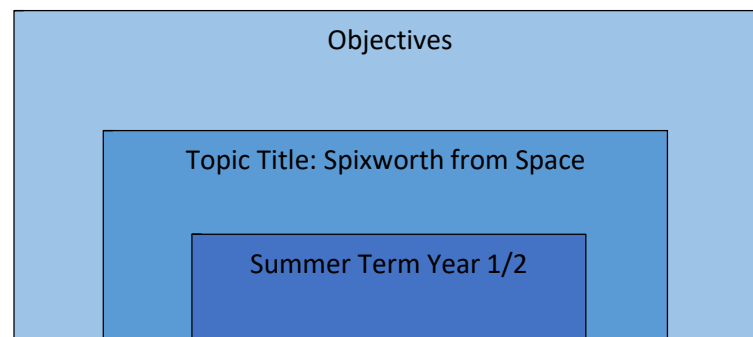 Objectives
Topic Title: Spixworth from Space
Summer Term Year 1/2